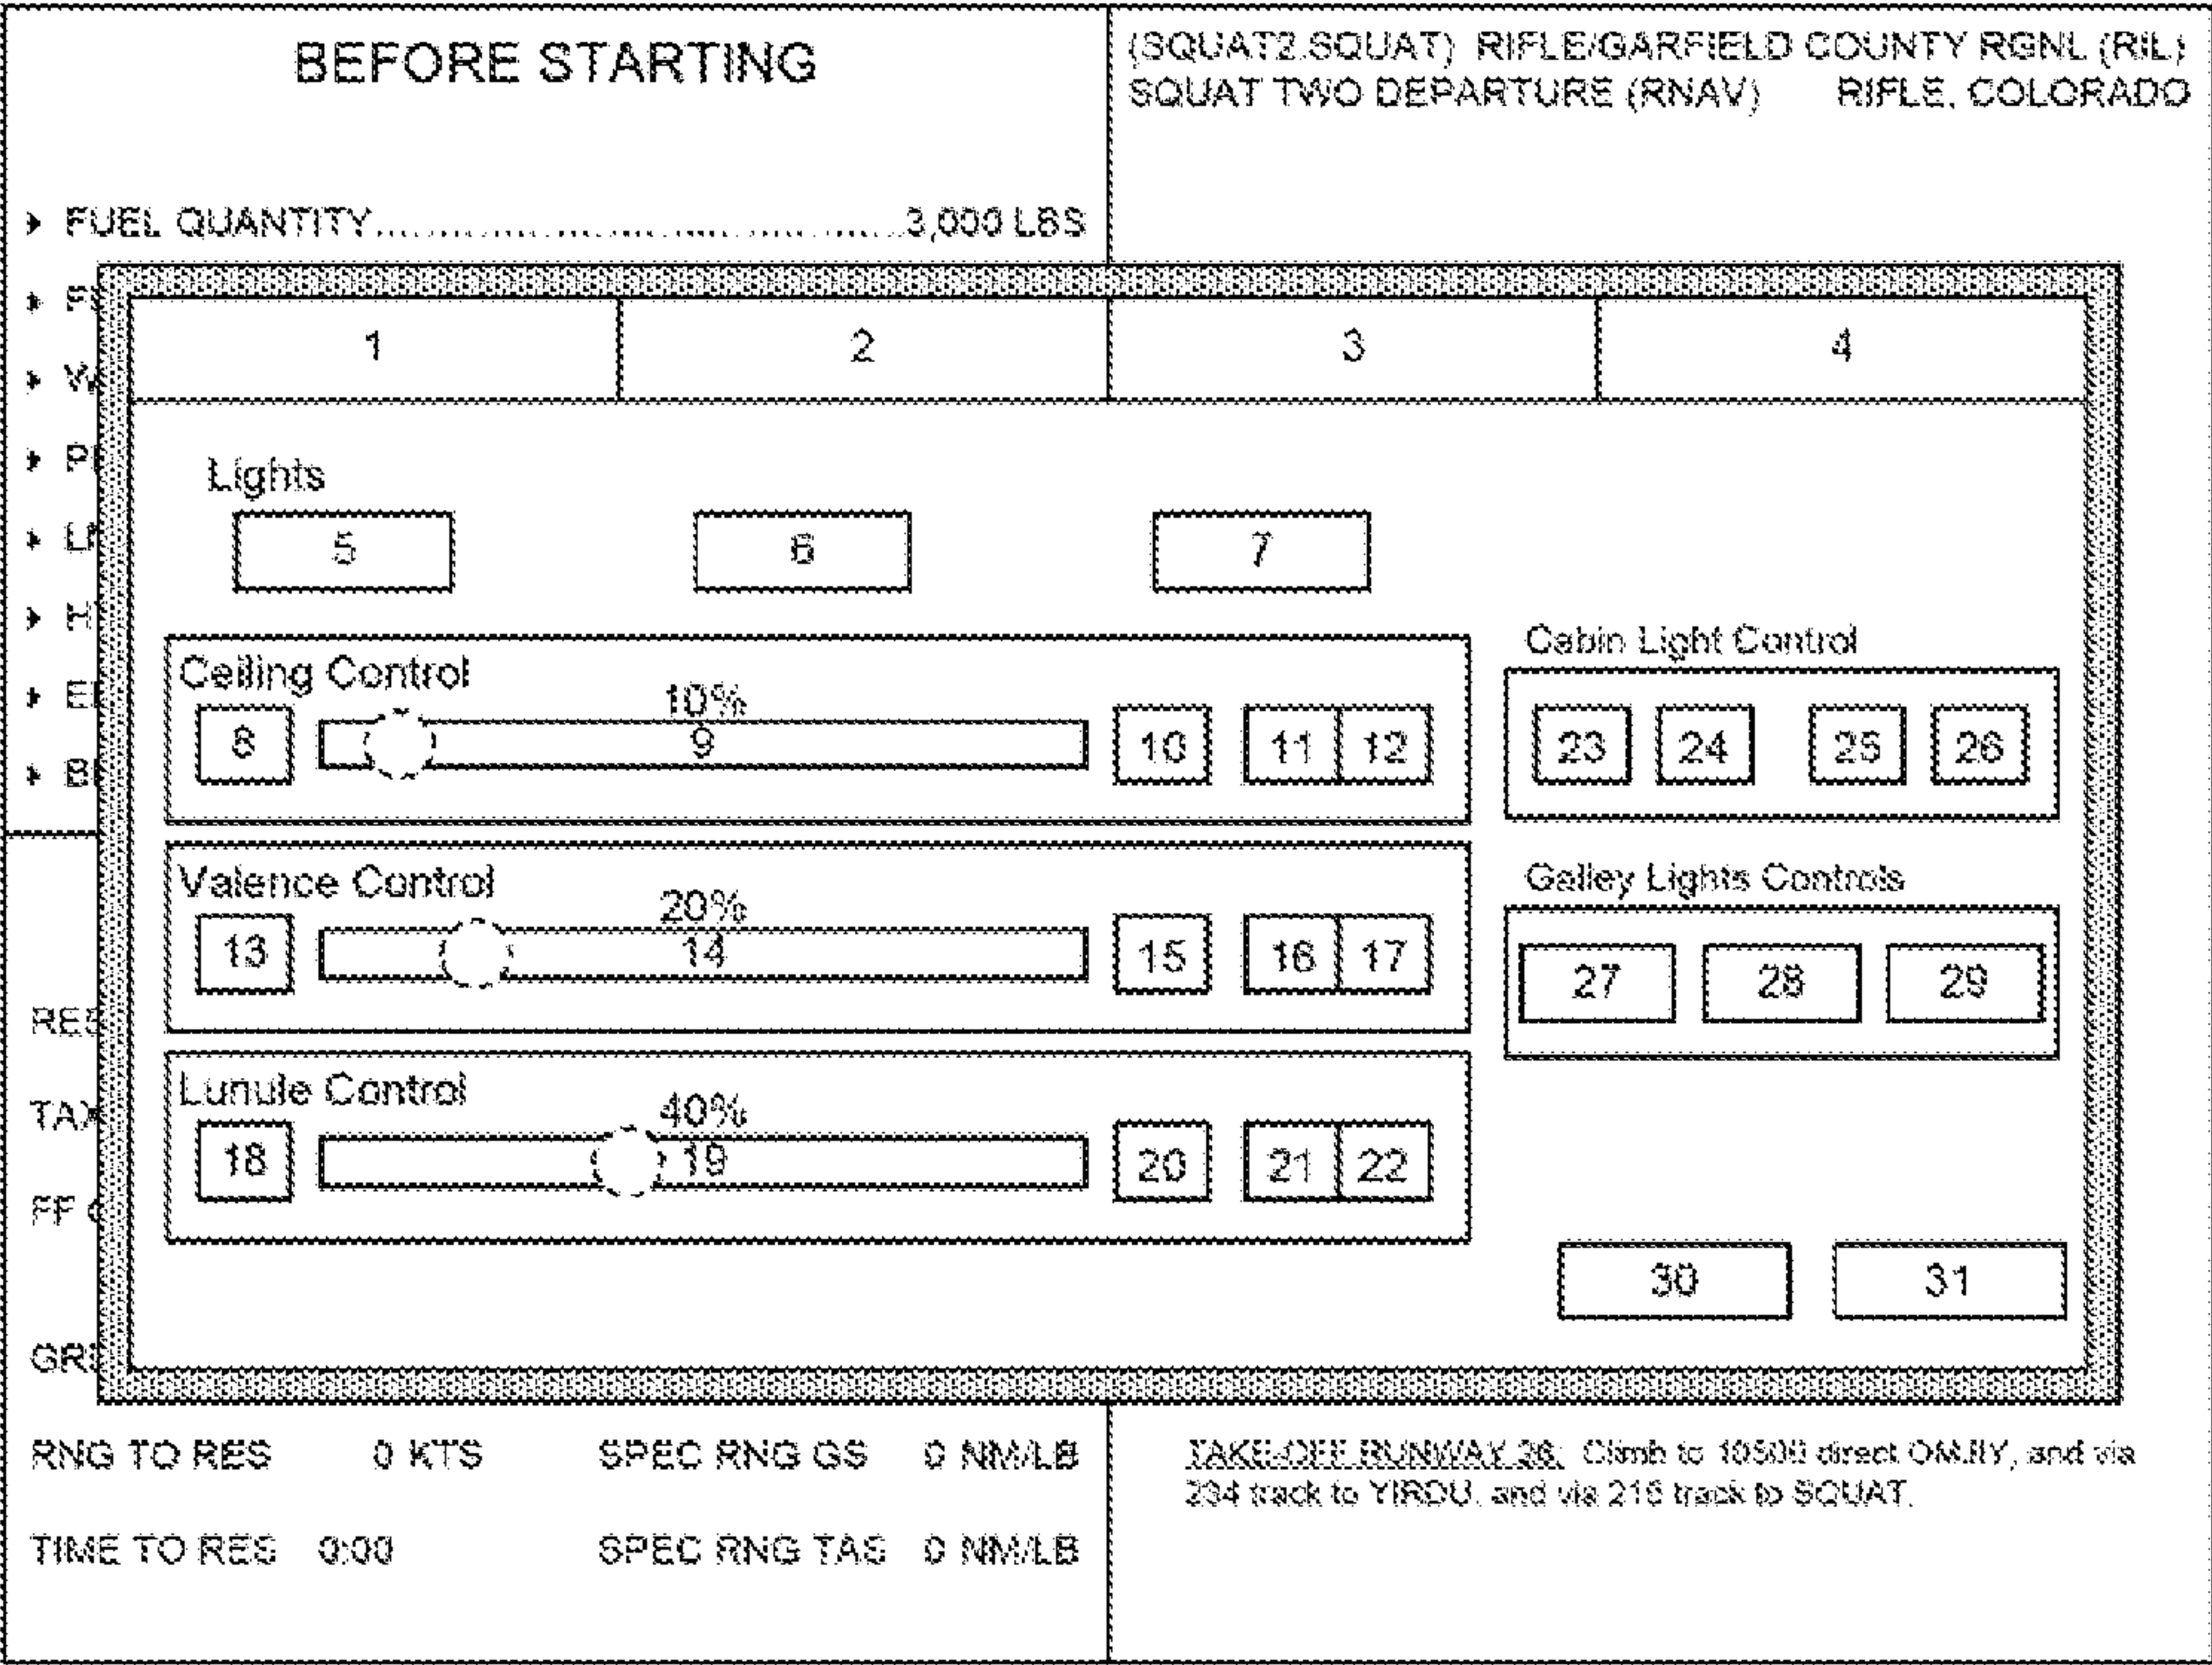 BEFORE STARTING
(SQUAT2.SQUAT) RIFLE/GARFIELD COUNTY RGNL (RIL)
SQUAT TWO DEPARTURE (RNAV) RIFLE, COLORADO
FUEL QUANTITY..........................................3,000 LBS
1 2 3 4
Lights
5 6 7
Ceiling Control
10%
8 9 10 11 12
Cabin Light Control
23 24 25 26
Valence Control
20%
13 14 15 16 17
Galley Lights Controls
27 28 29
Lunule Control
40%
18 19 20 21 22
30 31
RES
TAX
FF
GRE
RNG TO RES 0 KTS SPEC RNG GS 0 NM/LB
TIME TO RES 0:00 SPEC RNG TAS 0 NM/LB
TAKE-OFF RUNWAY 26: Climb to 10500 direct and via
234 track to YIRDU, and via 216 track to SQUAT.